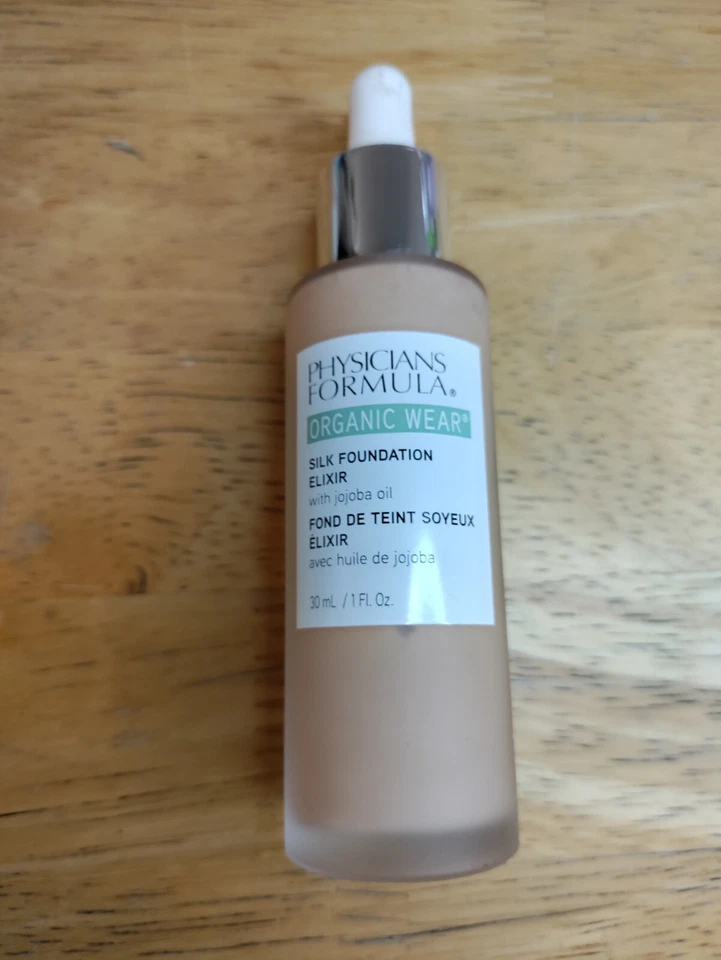 PHYSICIANS
FORMULA®
ORGANIC WEAR®
SILK FOUNDATION
ELIXIR
with jojoba oil
FOND DE TEINT SOYEUX
ÉLIXIR
avec huile de jojoba
30 mL / 1 Fl. Oz.